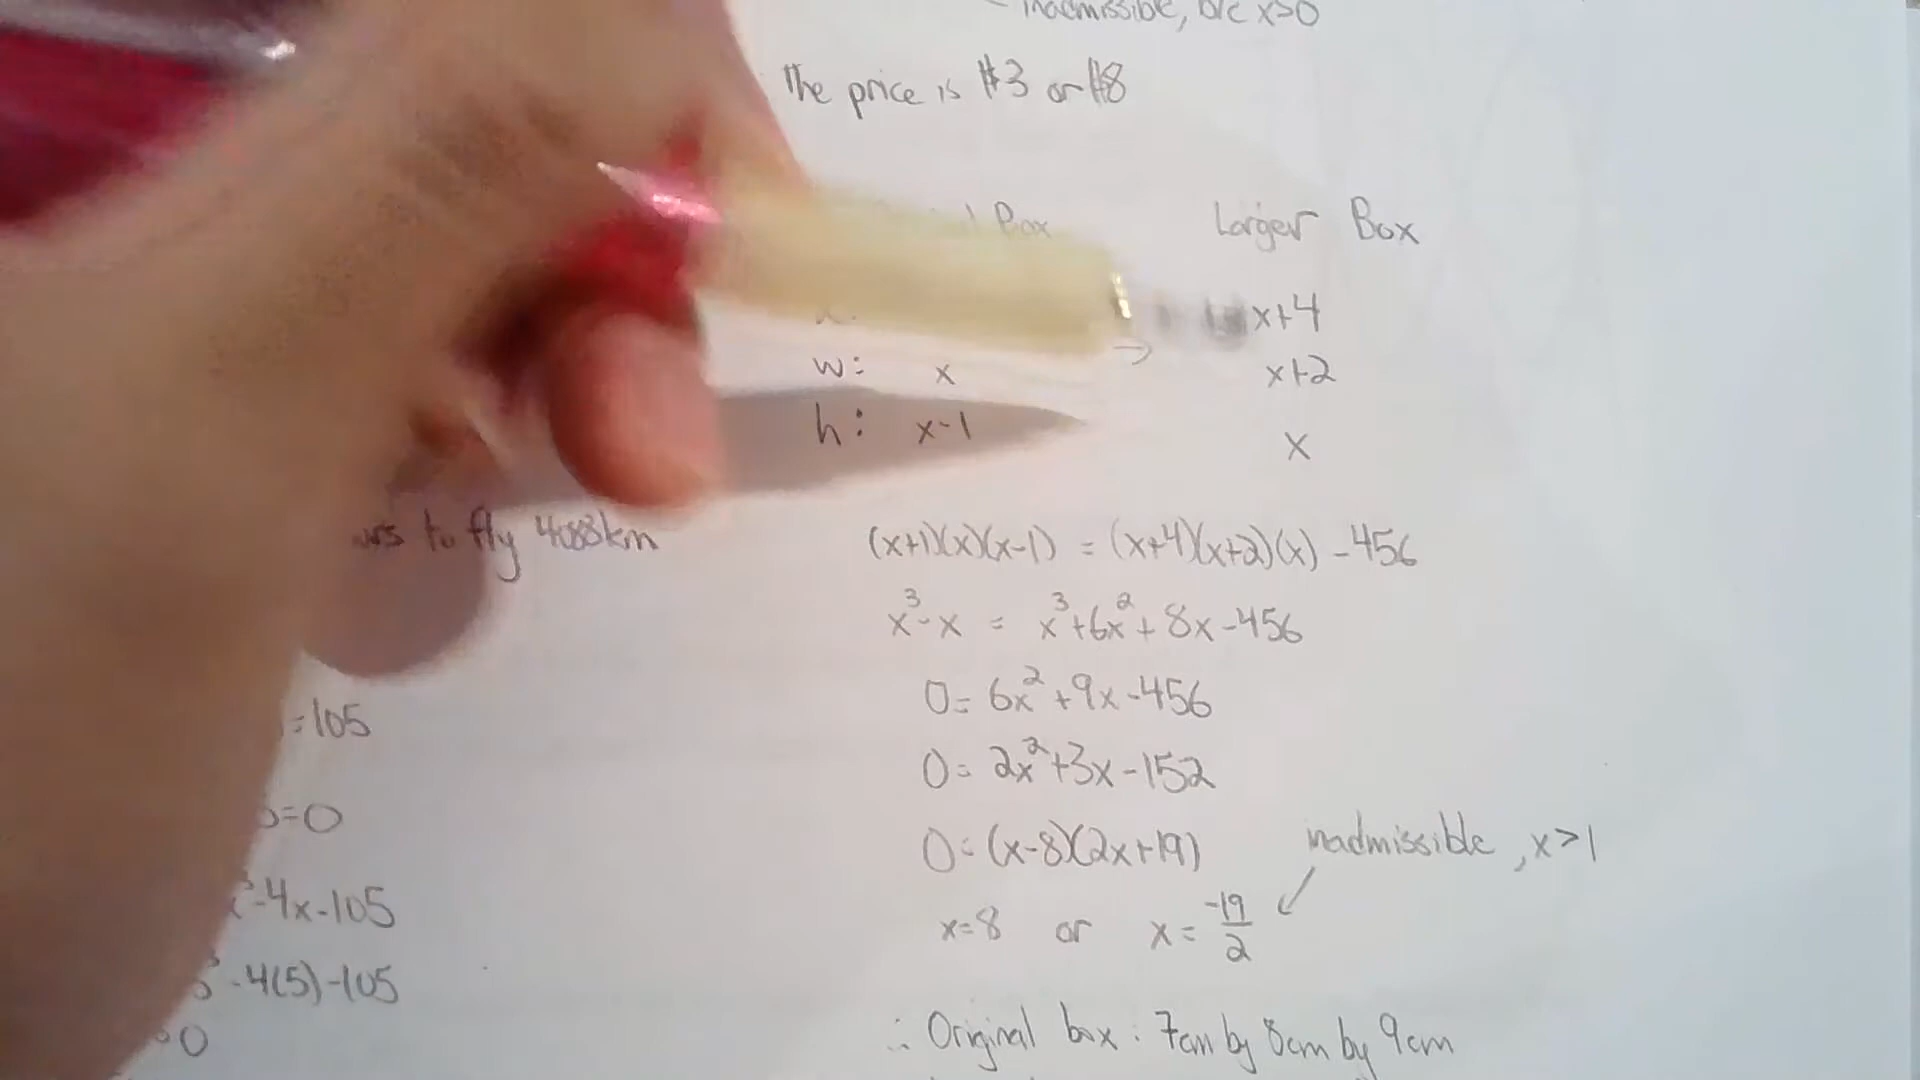 inadmissible, b/c x>0
The price is $3 or $8
Box Larger Box
x+4
w: x x+2
h: x-1 x
to fly 4088km
(x+1)(x)(x-1) = (x+4)(x+2)(x) - 456
x³-x = x³+6x²+8x-456
0= 6x²+9x-456
=105
0= 2x²+3x-152
=0
0=(x-8)(2x+19) inadmissible, x>1
-4x-105
x=8 or x= -19/2
-4(5)-105
∴ Original box: 7cm by 8cm by 9cm
0